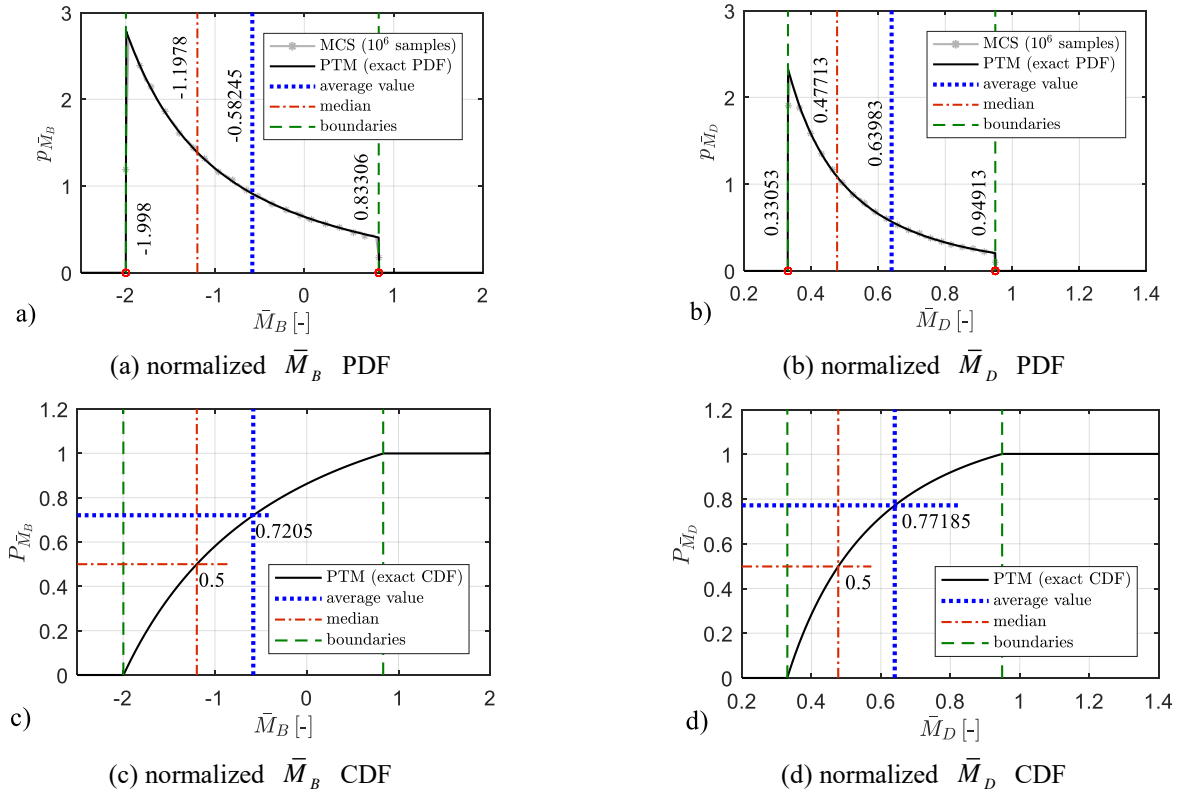 3
2
1
0
-2
-1
0
1
2
p_{M̄_B}
M̄_B [-]
-1.998
-1.1978
-0.58245
0.83306
MCS (10⁶ samples)
PTM (exact PDF)
average value
median
boundaries
a)
(a) normalized M̄_B PDF
3
2
1
0
0.2
0.4
0.6
0.8
1
1.2
1.4
p_{M̄_D}
M̄_D [-]
0.33053
0.47713
0.63983
0.94913
MCS (10⁶ samples)
PTM (exact PDF)
average value
median
boundaries
b)
(b) normalized M̄_D PDF
1.2
1
0.8
0.6
0.4
0.2
0
-2
-1
0
1
2
P_{M̄_B}
M̄_B [-]
0.7205
0.5
PTM (exact CDF)
average value
median
boundaries
c)
(c) normalized M̄_B CDF
1.2
1
0.8
0.6
0.4
0.2
0
0.2
0.4
0.6
0.8
1
1.2
1.4
P_{M̄_D}
M̄_D [-]
0.77185
0.5
PTM (exact CDF)
average value
median
boundaries
d)
(d) normalized M̄_D CDF